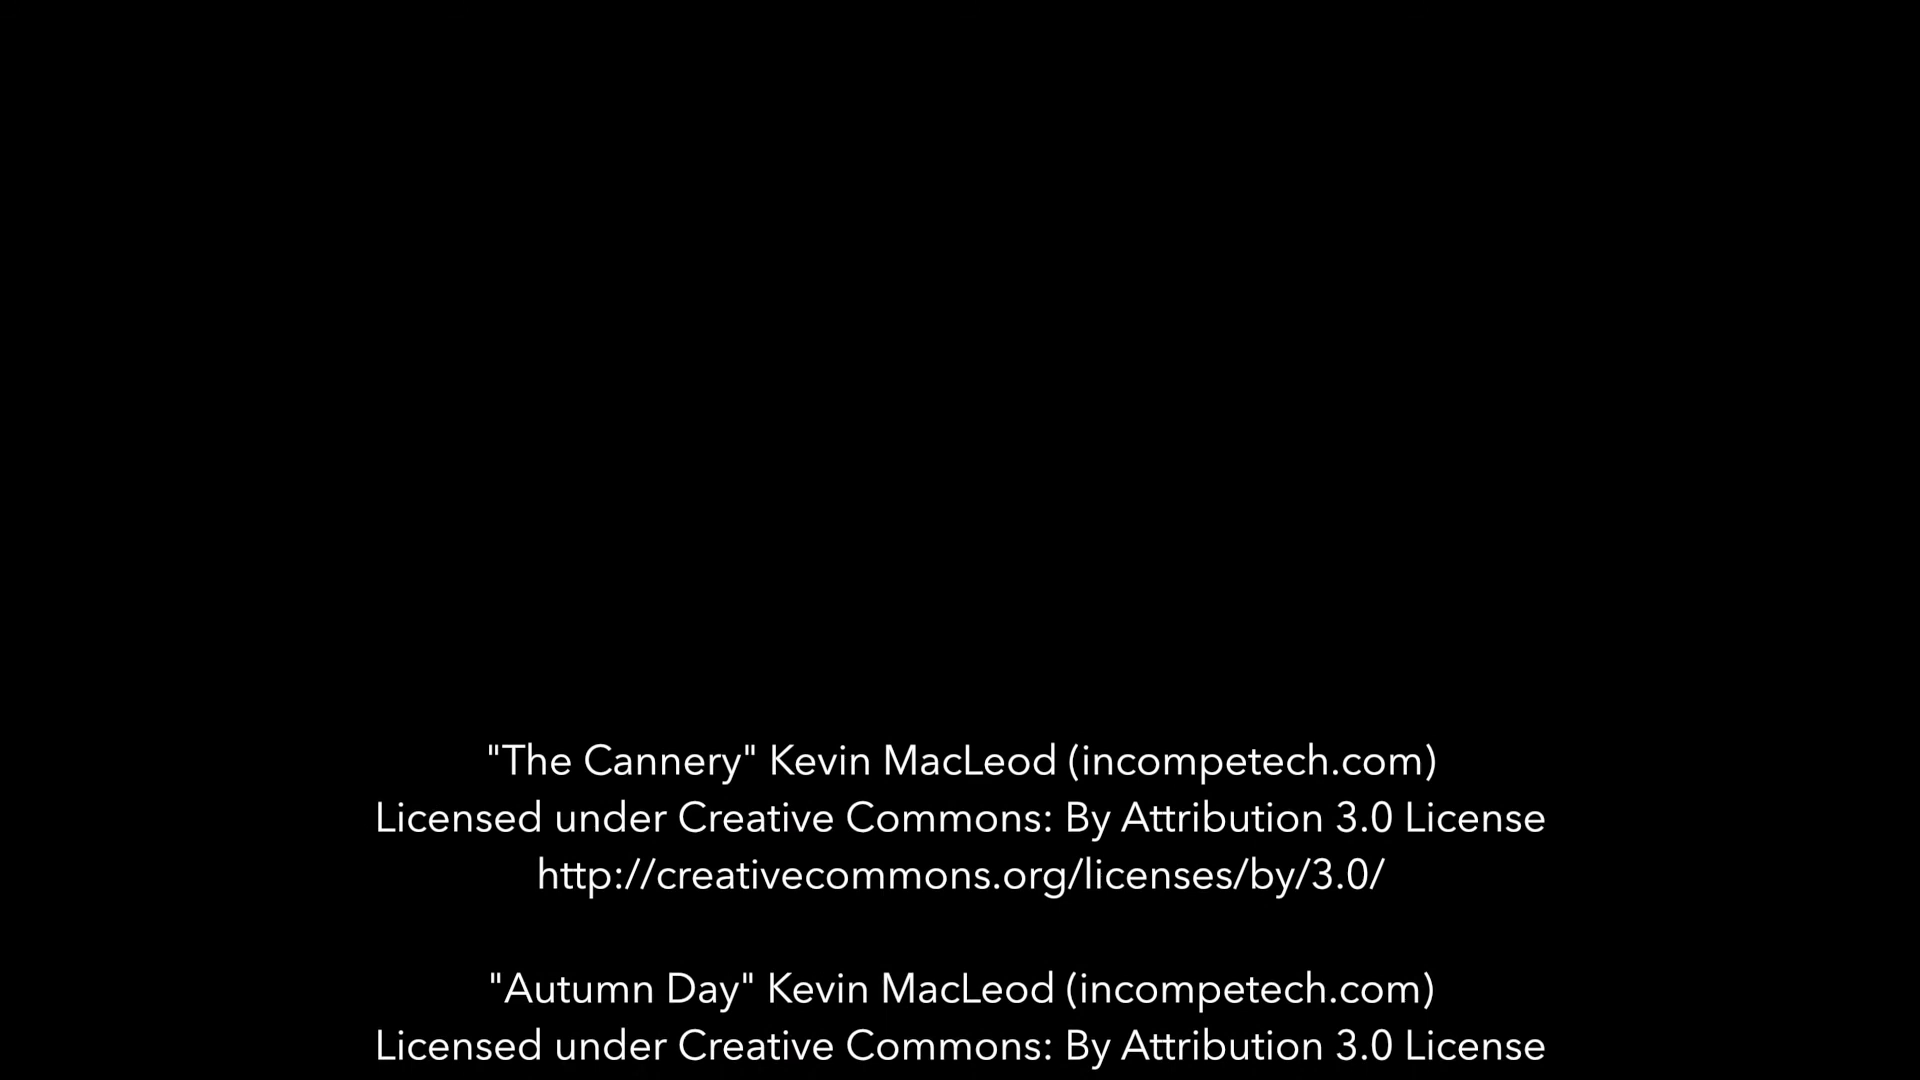 "The Cannery" Kevin MacLeod (incompetech.com)
Licensed under Creative Commons: By Attribution 3.0 License
http://creativecommons.org/licenses/by/3.0/
"Autumn Day" Kevin MacLeod (incompetech.com)
Licensed under Creative Commons: By Attribution 3.0 License